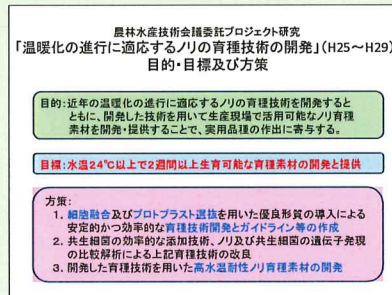 農林水産技術会議委託プロジェクト研究
「温暖化の進行に適応するノリの育種技術の開発」(H25～H29)
目的・目標及び方策
目的:近年の温暖化の進行に適応するノリの育種技術を開発すると
ともに、開発した技術を用いて生産現場で活用可能なノリ育種
素材を開発・提供することで、実用品種の作出に寄与する。
目標:水温24℃以上で2週間以上生育可能な育種素材の開発と提供
方策:
1. 細胞融合及びプロトプラスト選抜を用いた優良形質の導入による
安定的かつ効率的な育種技術開発とガイドライン等の作成
2. 共生細菌の効率的な添加技術、ノリ及び共生細菌の遺伝子発現
の比較解析による上記育種技術の改良
3. 開発した育種技術を用いた高水温耐性ノリ育種素材の開発